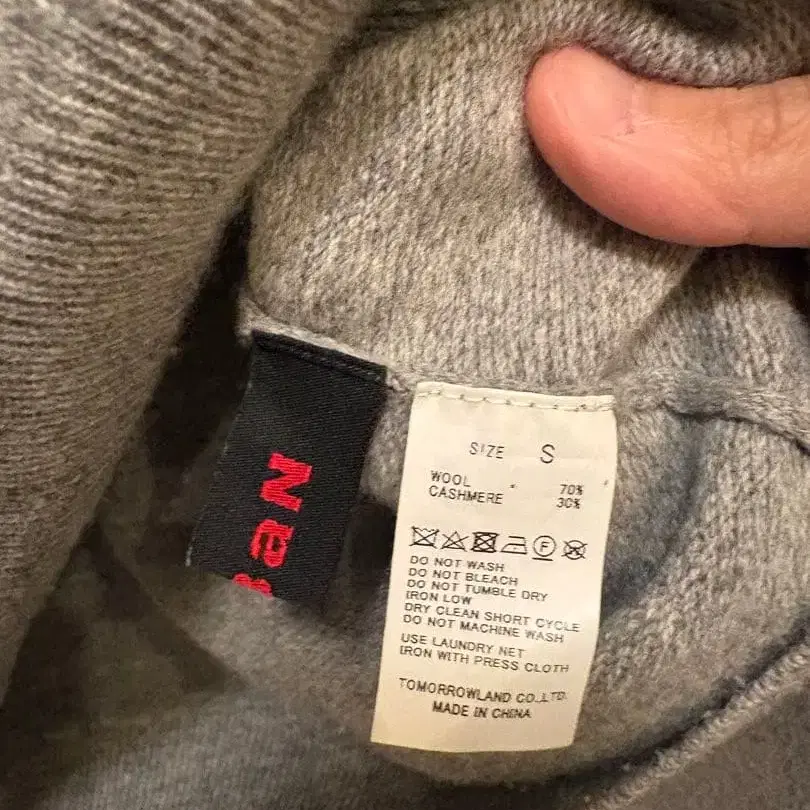 SIZE S
WOOL 70%
CASHMERE 30%
F
DO NOT WASH
DO NOT BLEACH
DO NOT TUMBLE DRY
IRON LOW
DRY CLEAN SHORT CYCLE
DO NOT MACHINE WASH
USE LAUNDRY NET
IRON WITH PRESS CLOTH
TOMORROWLAND CO.,LTD.
MADE IN CHINA